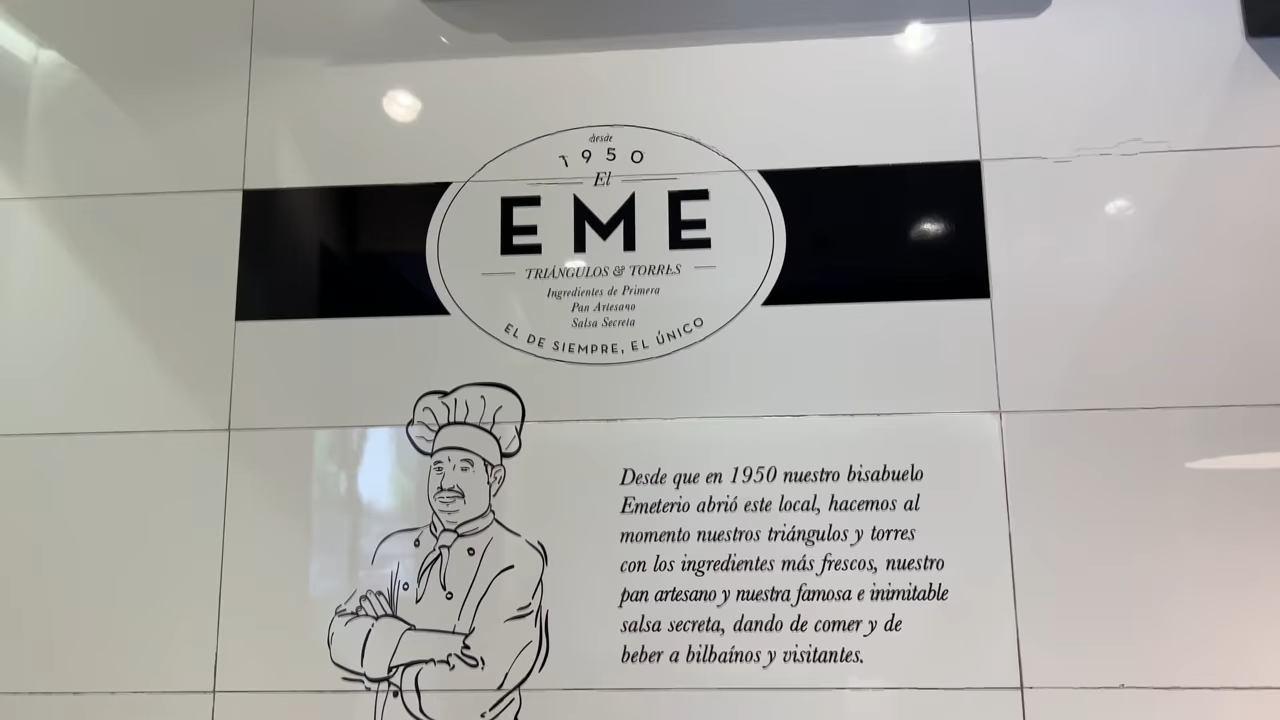 desde
1950
El
EME
TRIÁNGULOS & TORRES
Ingredientes de Primera
Pan Artesano
Salsa Secreta
EL DE SIEMPRE, EL ÚNICO
Desde que en 1950 nuestro bisabuelo
Emeterio abrió este local, hacemos al
momento nuestros triángulos y torres
con los ingredientes más frescos, nuestro
pan artesano y nuestra famosa e inimitable
salsa secreta, dando de comer y de
beber a bilbaínos y visitantes.